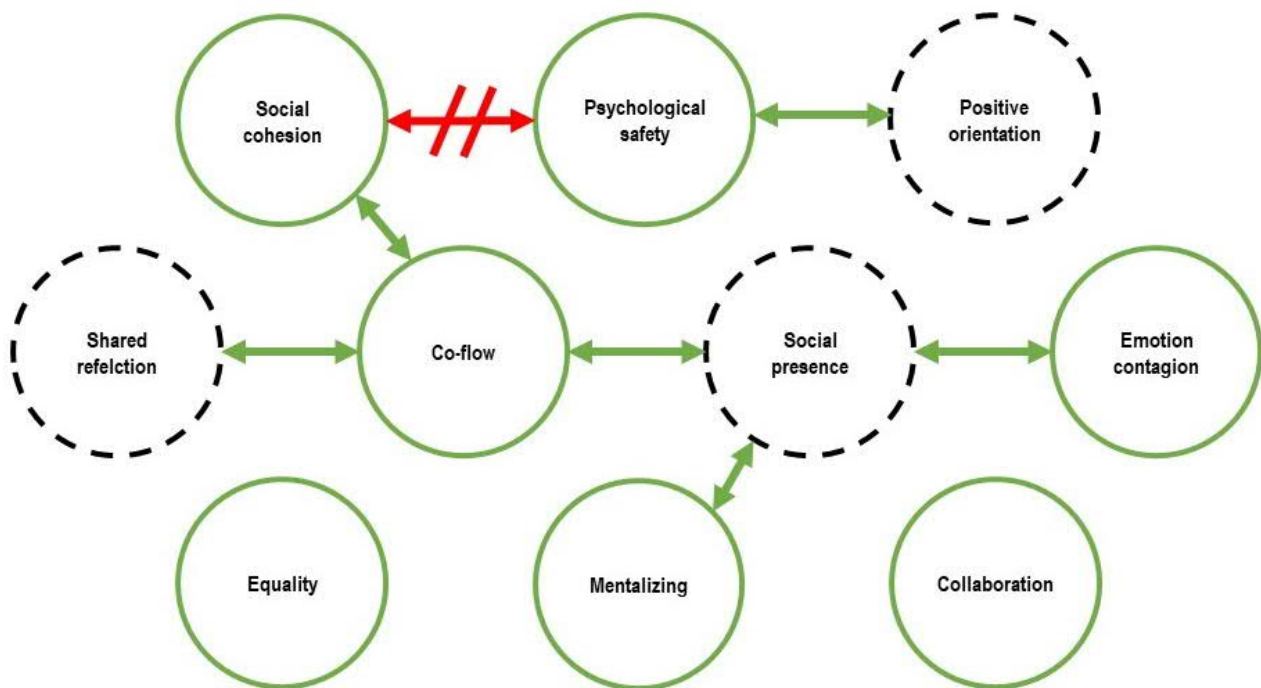 Social
cohesion
Psychological
safety
Positive
orientation
Shared
refelction
Co-flow
Social
presence
Emotion
contagion
Equality
Mentalizing
Collaboration